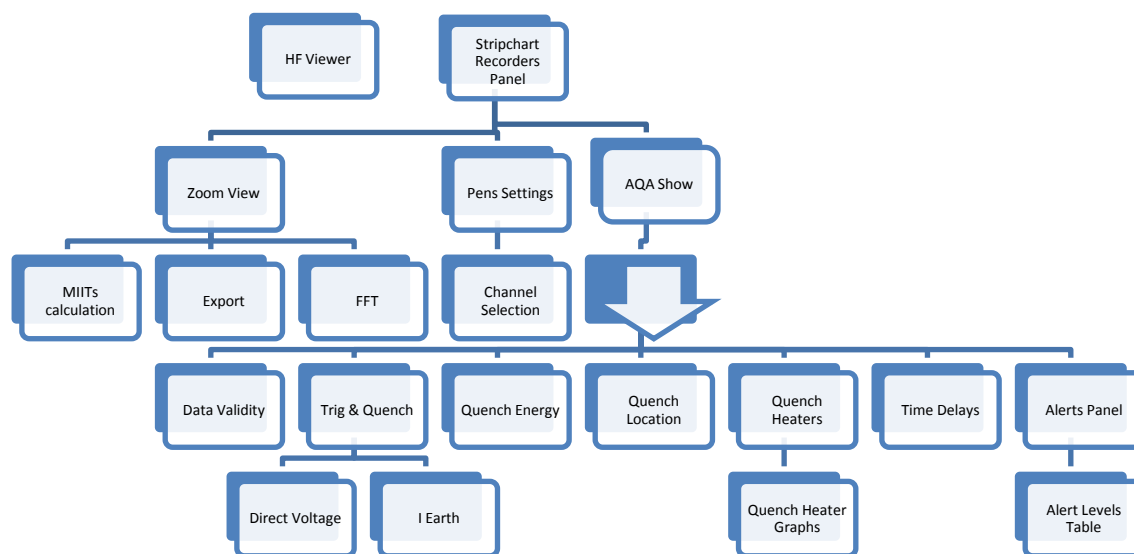 HF Viewer
Stripchart
Recorders
Panel
Zoom View
Pens Settings
AQA Show
MIITs
calculation
Export
FFT
Channel
Selection
Data Validity
Trig & Quench
Quench Energy
Quench
Location
Quench
Heaters
Time Delays
Alerts Panel
Direct Voltage
I Earth
Quench Heater
Graphs
Alert Levels
Table